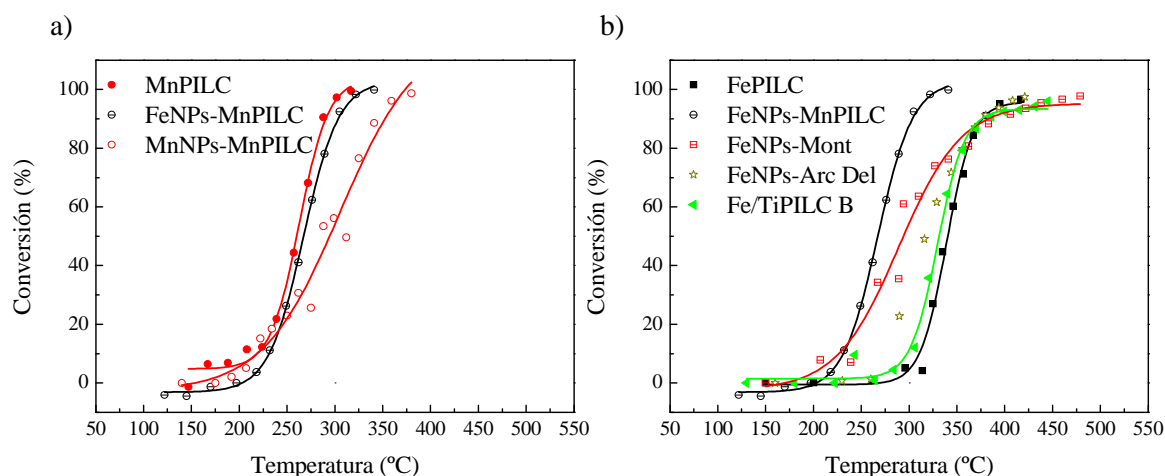 a)
MnPILC
FeNPs-MnPILC
MnNPs-MnPILC
100
80
60
40
20
0
Conversión (%)
50 100 150 200 250 300 350 400 450 500 550
Temperatura (ºC)
b)
FePILC
FeNPs-MnPILC
FeNPs-Mont
FeNPs-Arc Del
Fe/TiPILC B
100
80
60
40
20
0
Conversión (%)
50 100 150 200 250 300 350 400 450 500 550
Temperatura (ºC)